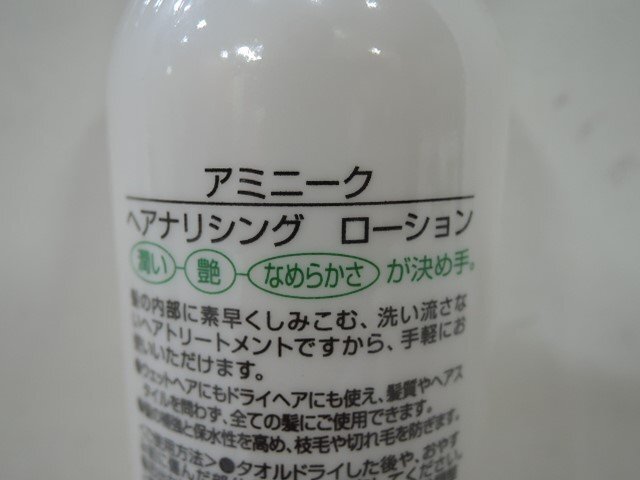 アミニーク
ヘアナリシング ローション
潤い-艶-なめらかさが決め手。
髪の内部に素早くしみこむ、洗い流さな
いヘアトリートメントですから、手軽にお
使いいただけます。
●ウェットヘアにもドライヘアにも使え、髪質やヘアス
タイルを問わず、全ての髪にご使用できます。
●髪の補強と保水性を高め、枝毛や切れ毛を防ぎます。
<ご使用方法>●タオルドライした後や、おやす